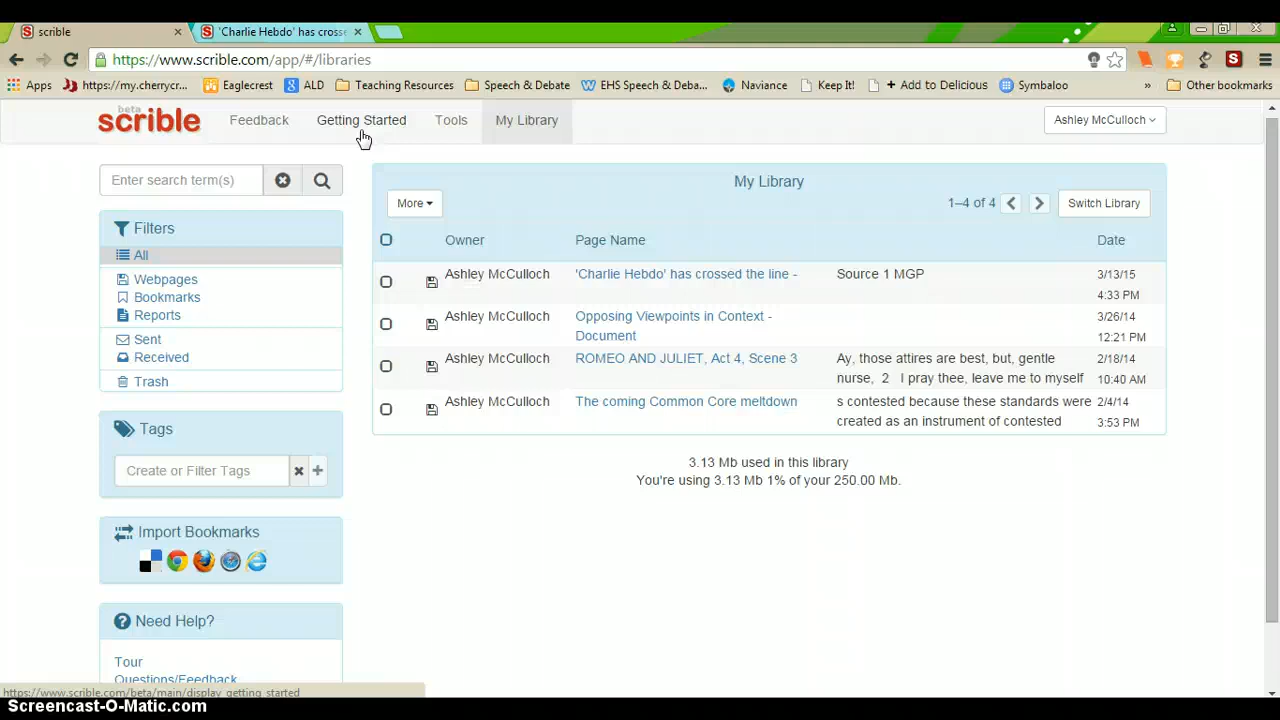 scrible
'Charlie Hebdo' has crosse
https://www.scrible.com/app/#/libraries
Apps
https://my.cherrycr...
Eaglecrest
ALD
Teaching Resources
Speech & Debate
EHS Speech & Deba...
Naviance
Keep It!
+ Add to Delicious
Symbaloo
»
Other bookmarks
beta
scrible
Feedback
Getting Started
Tools
My Library
Ashley McCulloch
Enter search term(s)
Filters
All
Webpages
Bookmarks
Reports
Sent
Received
Trash
Tags
Create or Filter Tags
Import Bookmarks
Need Help?
Tour
Questions/Feedback
My Library
More
1–4 of 4
Switch Library
Owner Page Name Date
Ashley McCulloch 'Charlie Hebdo' has crossed the line - Source 1 MGP 3/13/15
4:33 PM
Ashley McCulloch Opposing Viewpoints in Context - 3/26/14
Document 12:21 PM
Ashley McCulloch ROMEO AND JULIET, Act 4, Scene 3 Ay, those attires are best, but, gentle 2/18/14
nurse, 2 I pray thee, leave me to myself 10:40 AM
Ashley McCulloch The coming Common Core meltdown s contested because these standards were 2/4/14
created as an instrument of contested 3:53 PM
3.13 Mb used in this library
You're using 3.13 Mb 1% of your 250.00 Mb.
https://www.scrible.com/beta/main/display_getting_started
Screencast-O-Matic.com